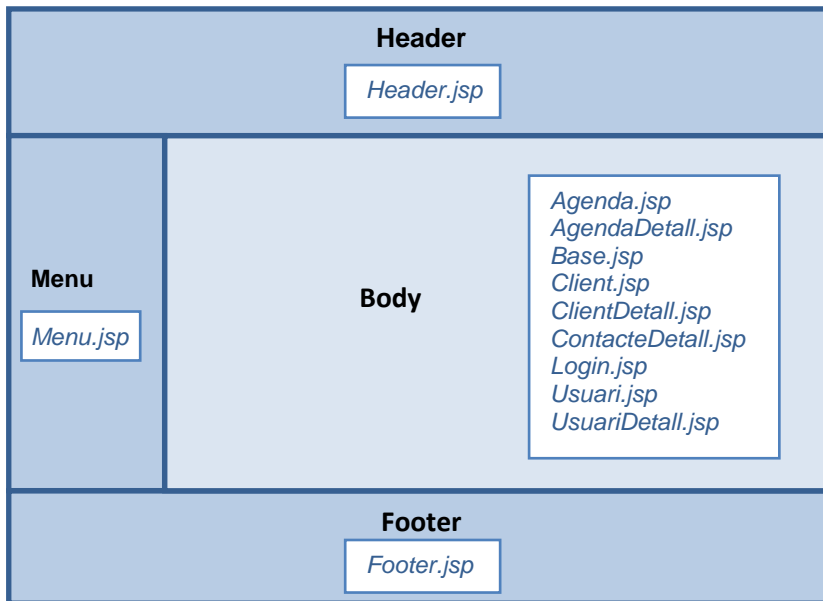 Header
Header.jsp
Menu
Menu.jsp
Body
Agenda.jsp
AgendaDetall.jsp
Base.jsp
Client.jsp
ClientDetall.jsp
ContacteDetall.jsp
Login.jsp
Usuari.jsp
UsuariDetall.jsp
Footer
Footer.jsp